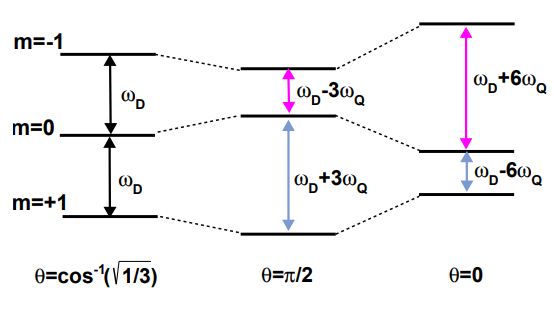 m=-1
ω_D
ω_D-3ω_Q
ω_D+6ω_Q
m=0
ω_D
ω_D+3ω_Q
ω_D-6ω_Q
m=+1
θ=cos⁻¹(√1/3)
θ=π/2
θ=0